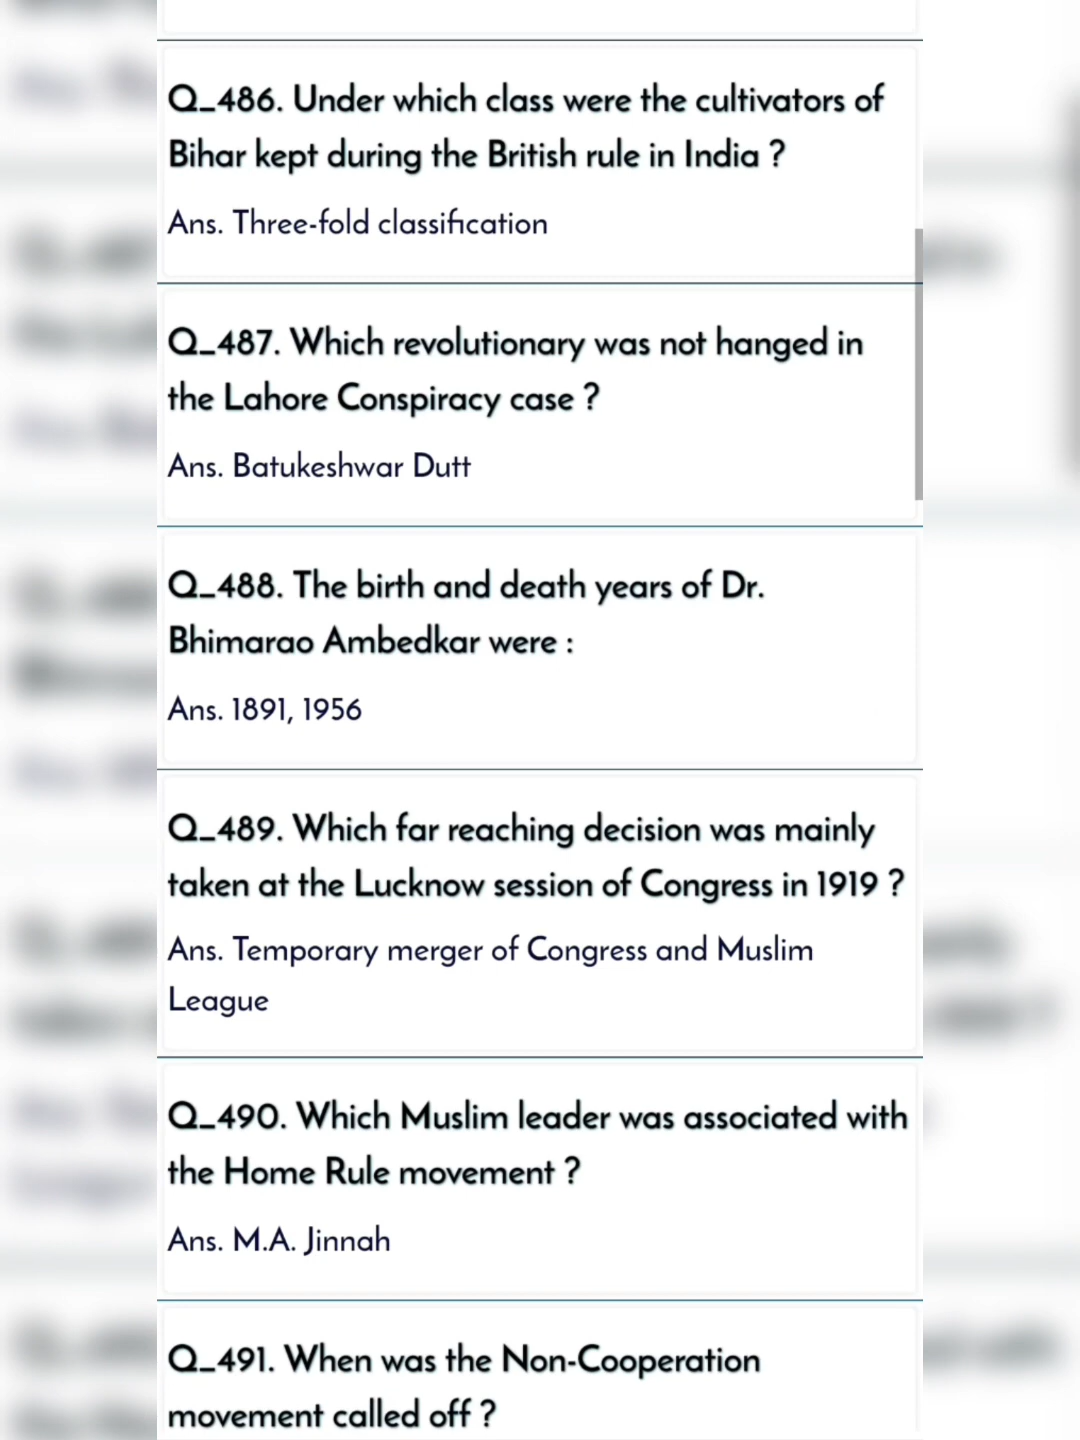 Q_486. Under which class were the cultivators of
Bihar kept during the British rule in India ?
Ans. Three-fold classification
Q_487. Which revolutionary was not hanged in
the Lahore Conspiracy case ?
Ans. Batukeshwar Dutt
Q_488. The birth and death years of Dr.
Bhimarao Ambedkar were :
Ans. 1891, 1956
Q_489. Which far reaching decision was mainly
taken at the Lucknow session of Congress in 1919 ?
Ans. Temporary merger of Congress and Muslim
League
Q_490. Which Muslim leader was associated with
the Home Rule movement ?
Ans. M.A. Jinnah
Q_491. When was the Non-Cooperation
movement called off ?